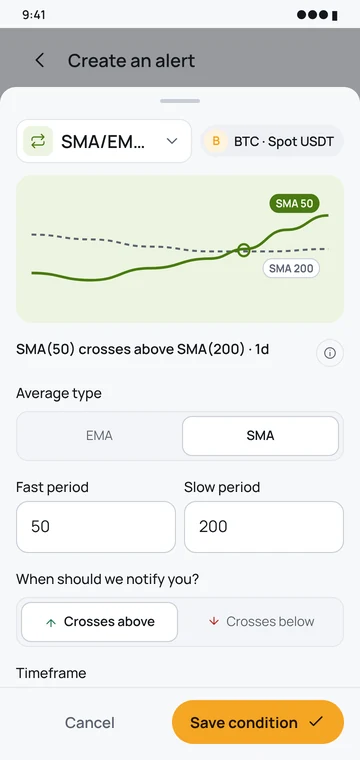 9:41
Create an alert
SMA/EM...
B BTC · Spot USDT
SMA 50
SMA 200
SMA(50) crosses above SMA(200) · 1d
Average type
EMA SMA
Fast period Slow period
50 200
When should we notify you?
Crosses above Crosses below
Timeframe
Cancel Save condition